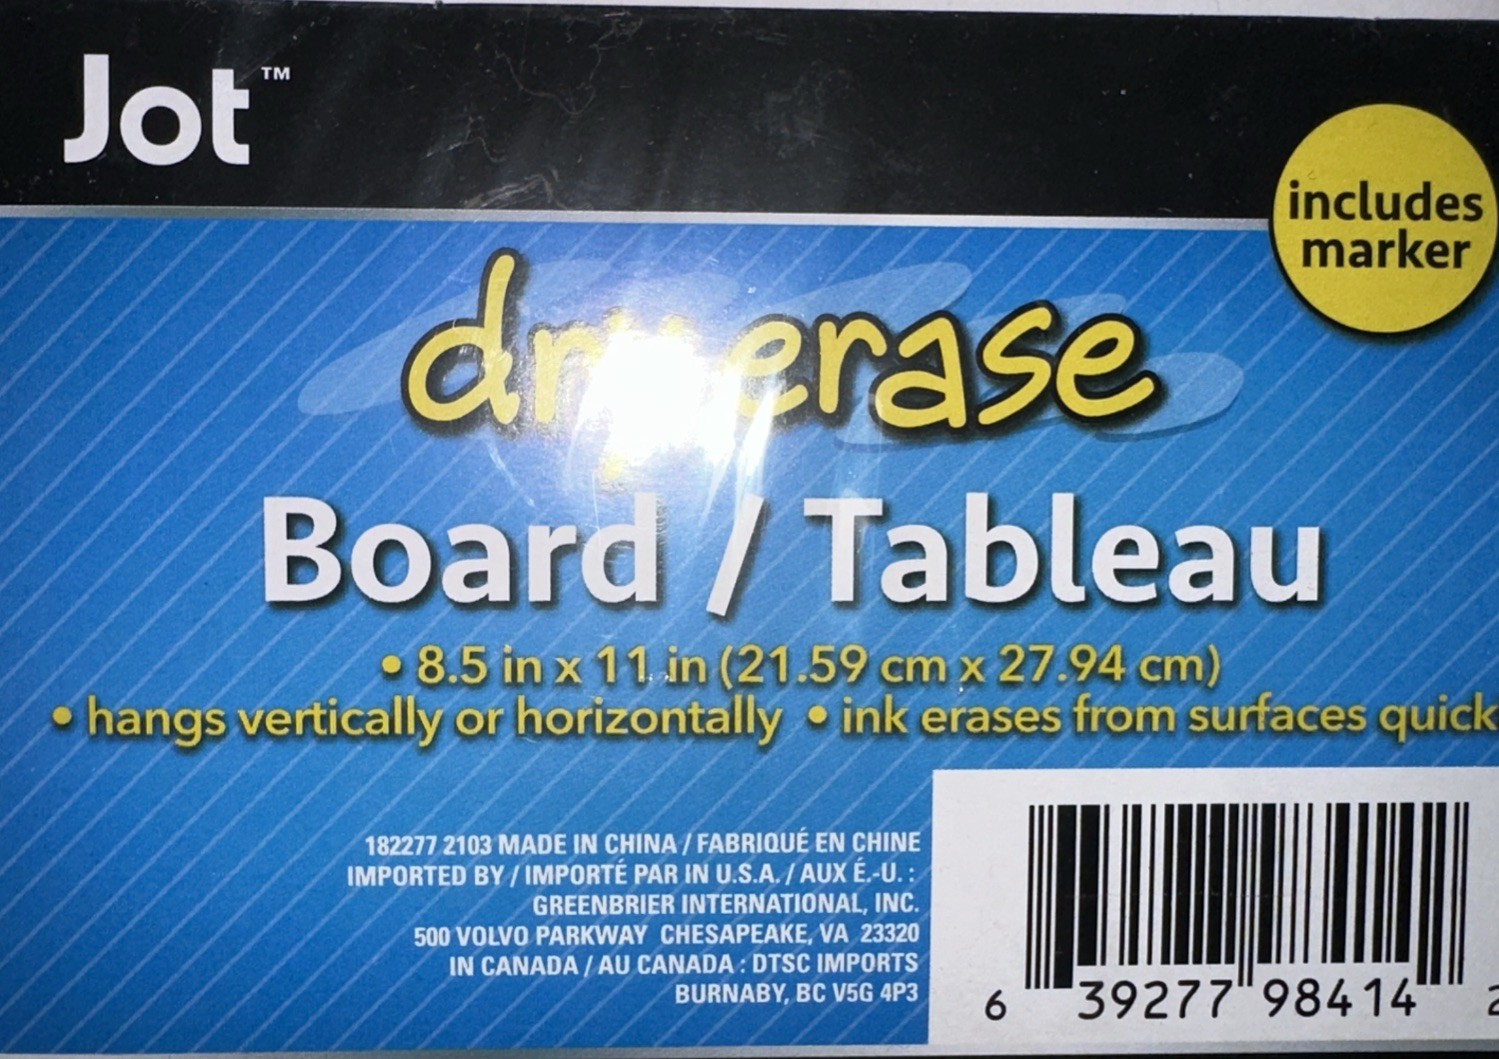 Jot™
includes
marker
dry erase
Board / Tableau
• 8.5 in x 11 in (21.59 cm x 27.94 cm)
• hangs vertically or horizontally • ink erases from surfaces quick
182277 2103 MADE IN CHINA / FABRIQUÉ EN CHINE
IMPORTED BY / IMPORTÉ PAR IN U.S.A. / AUX É.-U. :
GREENBRIER INTERNATIONAL, INC.
500 VOLVO PARKWAY CHESAPEAKE, VA 23320
IN CANADA / AU CANADA : DTSC IMPORTS
BURNABY, BC V5G 4P3
6 39277 98414 2